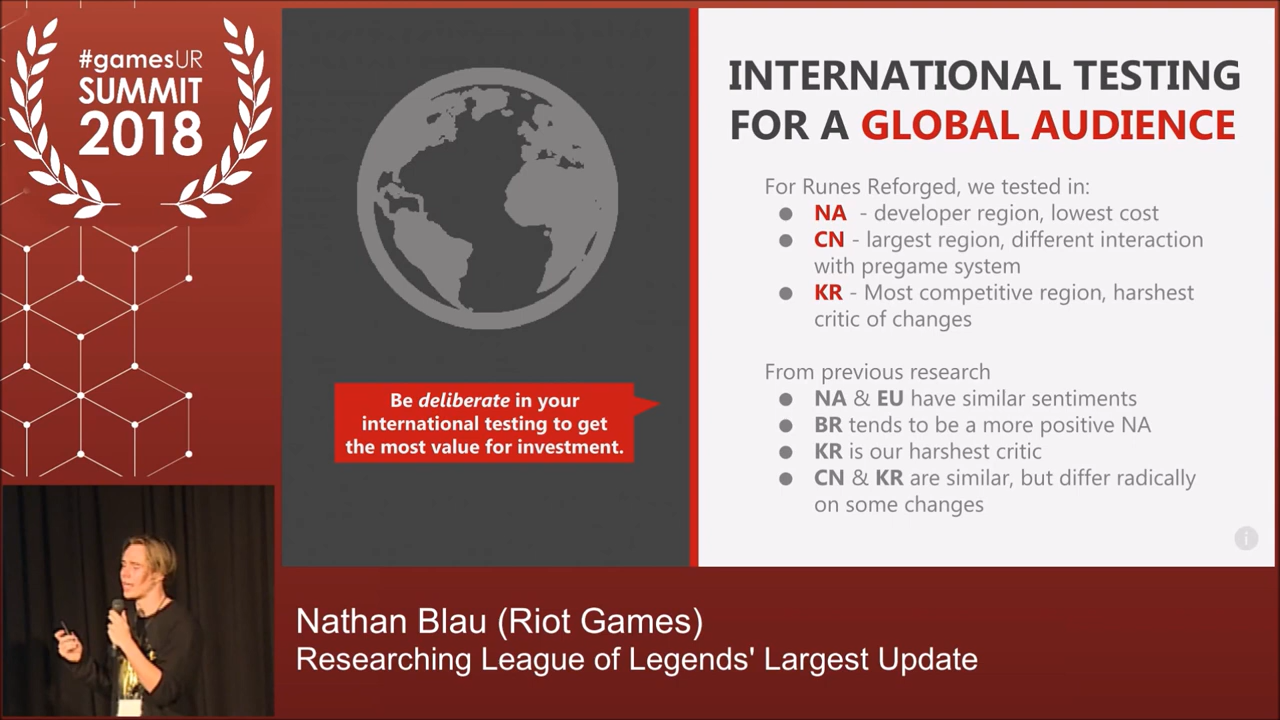 #gamesUR
SUMMIT
2018
INTERNATIONAL TESTING
FOR A GLOBAL AUDIENCE
For Runes Reforged, we tested in:
● NA - developer region, lowest cost
● CN - largest region, different interaction
with pregame system
● KR - Most competitive region, harshest
critic of changes
From previous research
● NA & EU have similar sentiments
● BR tends to be a more positive NA
● KR is our harshest critic
● CN & KR are similar, but differ radically
on some changes
Be deliberate in your
international testing to get
the most value for investment.
i
Nathan Blau (Riot Games)
Researching League of Legends' Largest Update